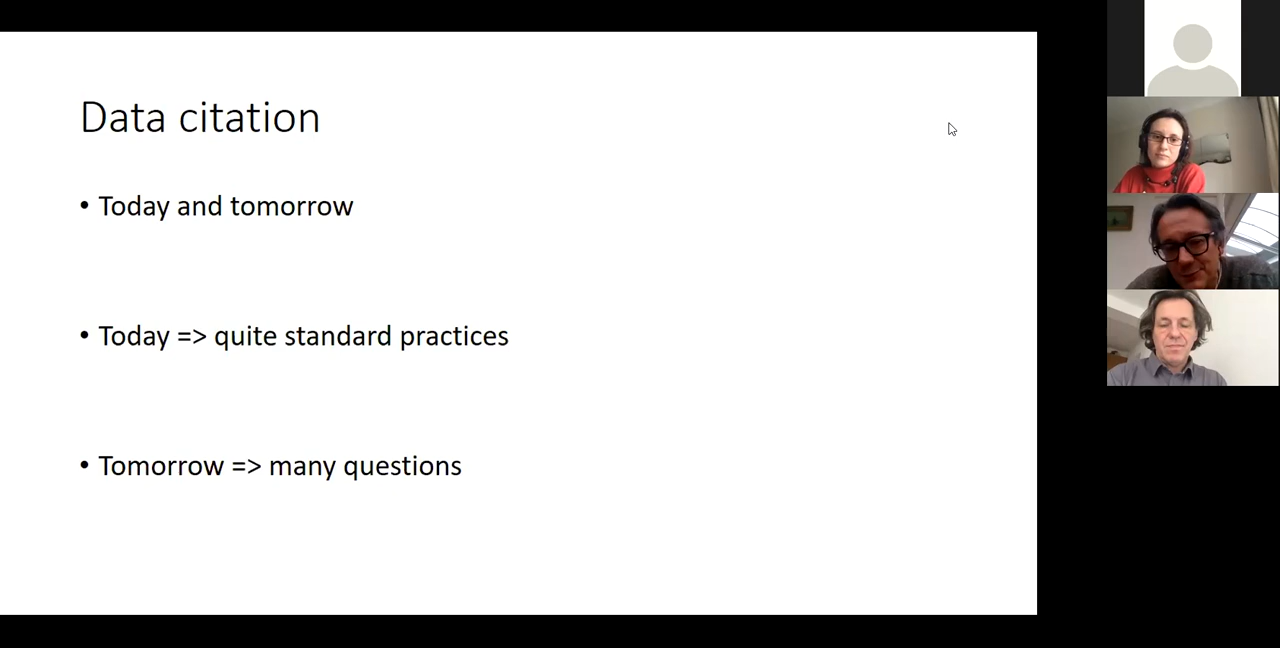 Data citation
• Today and tomorrow
• Today => quite standard practices
• Tomorrow => many questions